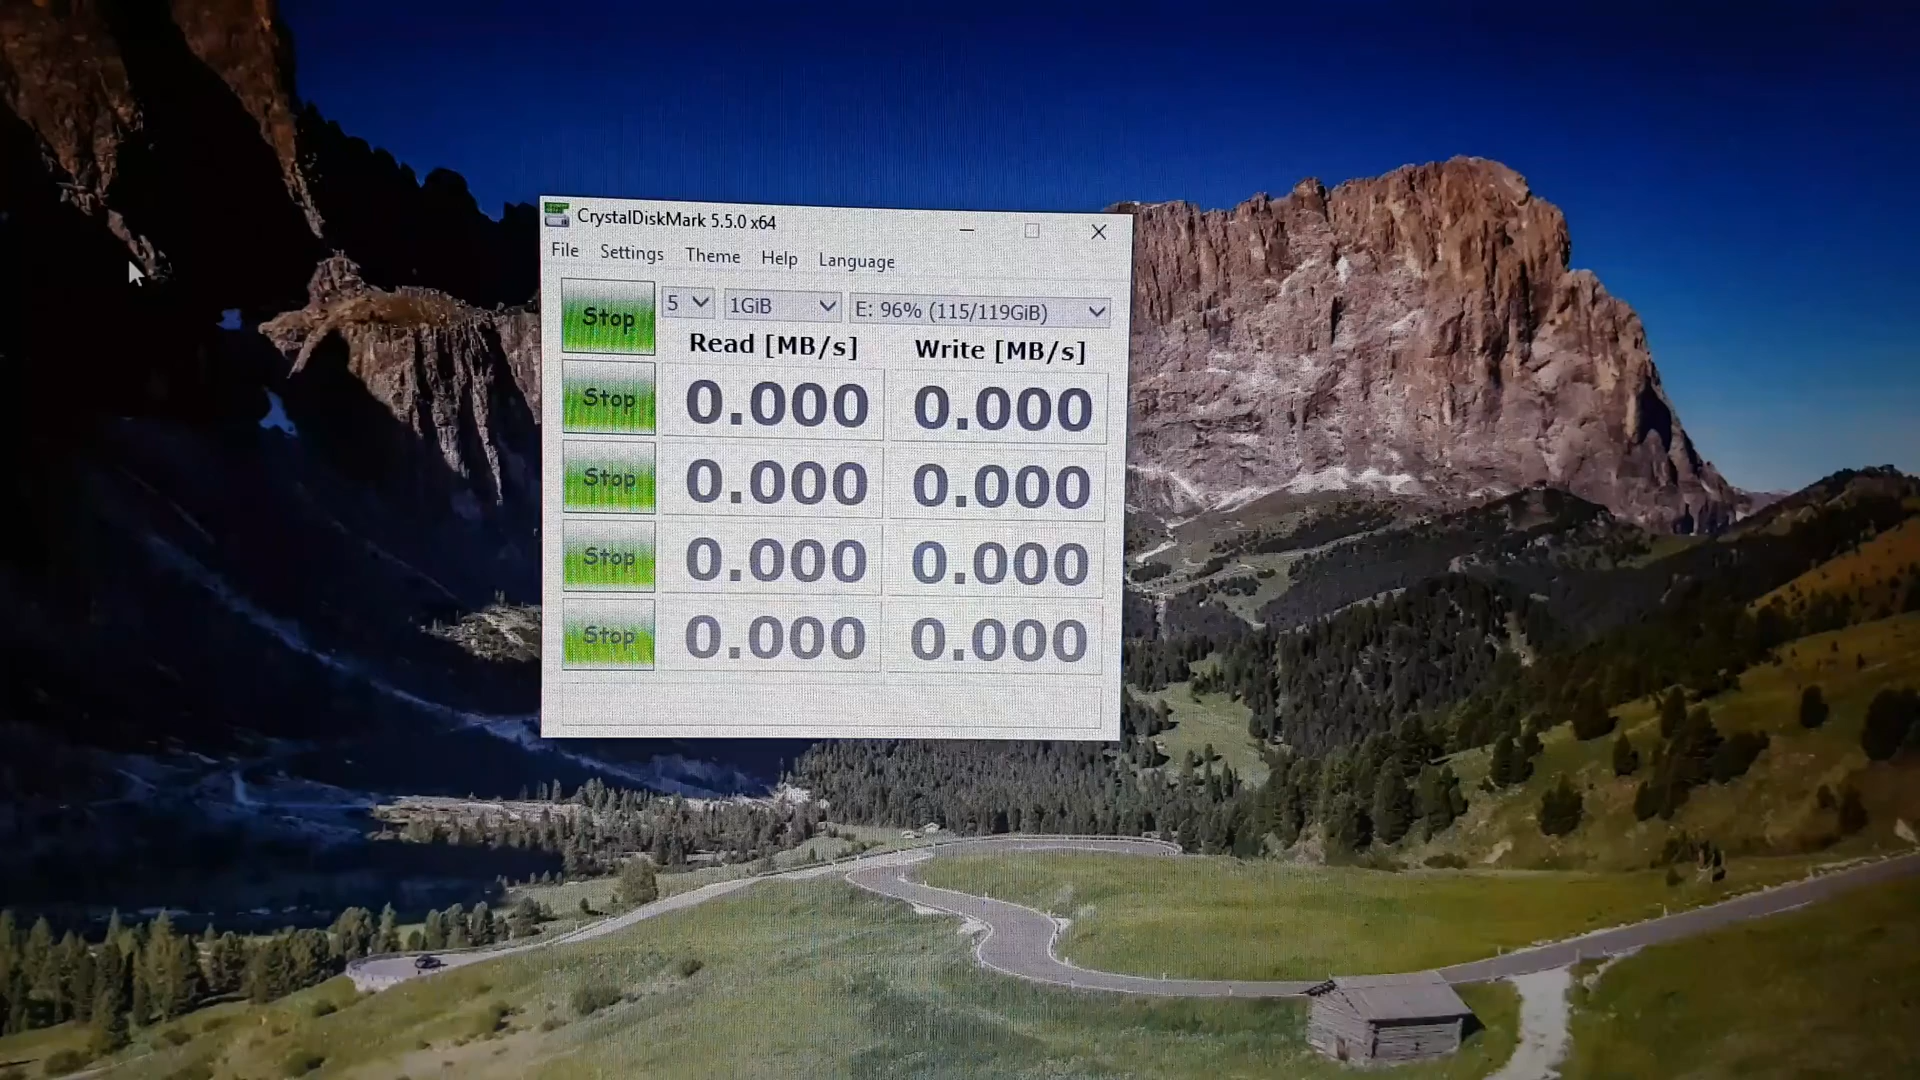 CrystalDiskMark 5.5.0 x64
File Settings Theme Help Language
Stop 5 1GiB E: 96% (115/119GiB)
Read [MB/s] Write [MB/s]
Stop 0.000 0.000
Stop 0.000 0.000
Stop 0.000 0.000
Stop 0.000 0.000